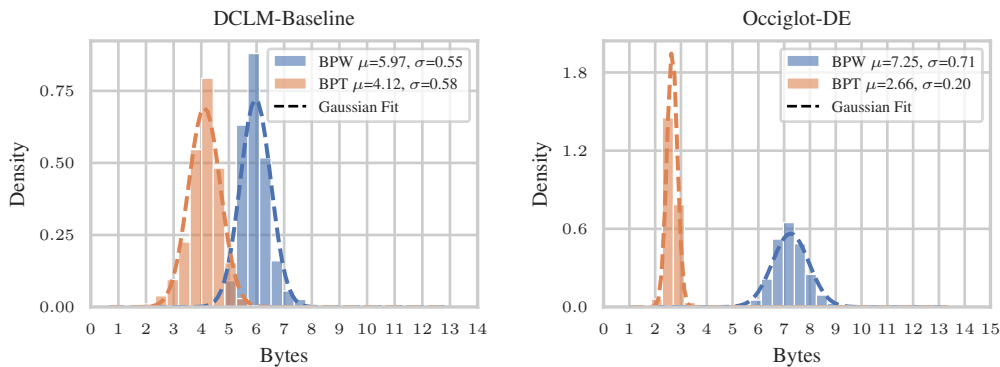 DCLM-Baseline
BPW μ=5.97, σ=0.55
BPT μ=4.12, σ=0.58
Gaussian Fit
Density
0.75
0.50
0.25
0.00
0 1 2 3 4 5 6 7 8 9 10 11 12 13 14
Bytes
Occiglot-DE
BPW μ=7.25, σ=0.71
BPT μ=2.66, σ=0.20
Gaussian Fit
Density
1.8
1.2
0.6
0.0
0 1 2 3 4 5 6 7 8 9 10 11 12 13 14 15
Bytes